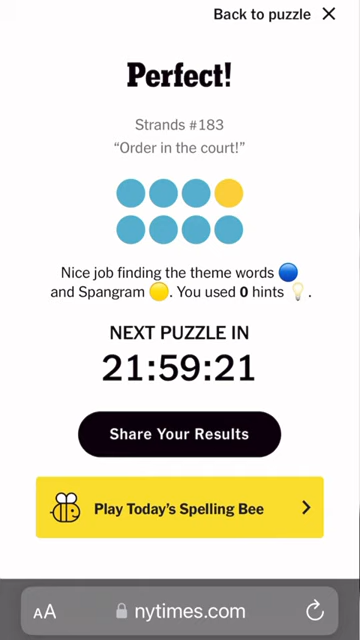 Back to puzzle ✕
Perfect!
Strands #183
“Order in the court!”
Nice job finding the theme words 🔵
and Spangram 🟡. You used 0 hints 💡.
NEXT PUZZLE IN
21:59:21
Share Your Results
Play Today’s Spelling Bee
AA nytimes.com